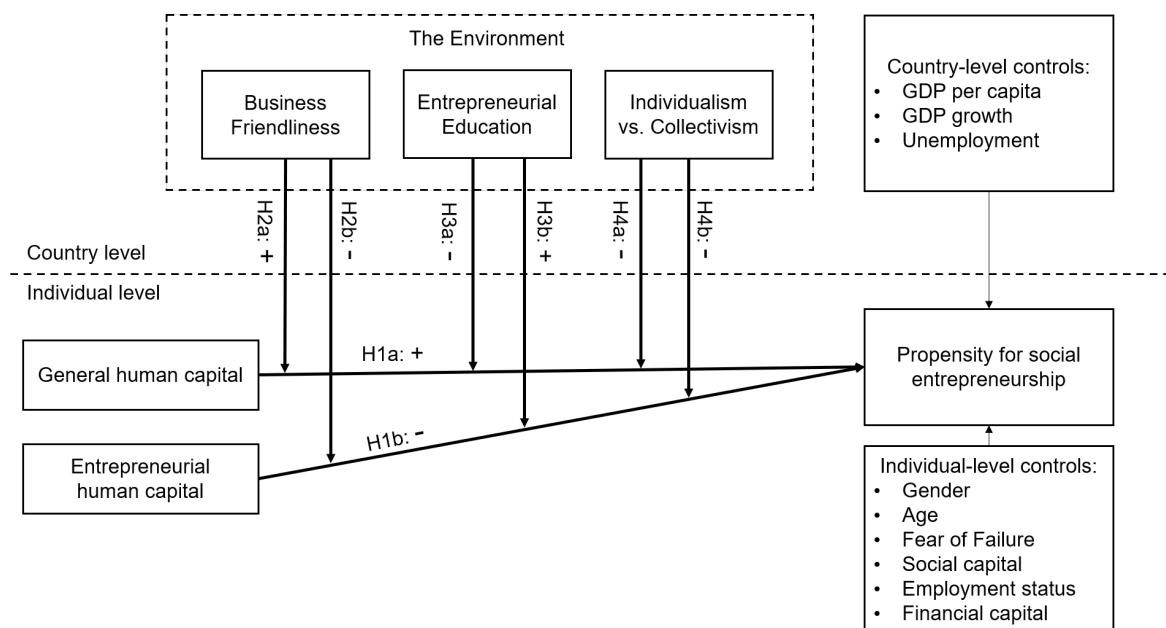 The Environment
Business
Friendliness
Entrepreneurial
Education
Individualism
vs. Collectivism
Country-level controls:
• GDP per capita
• GDP growth
• Unemployment
H2a: +
H2b: -
H3a: -
H3b: +
H4a: -
H4b: -
Country level
Individual level
General human capital
H1a: +
Propensity for social
entrepreneurship
Entrepreneurial
human capital
H1b: -
Individual-level controls:
• Gender
• Age
• Fear of Failure
• Social capital
• Employment status
• Financial capital